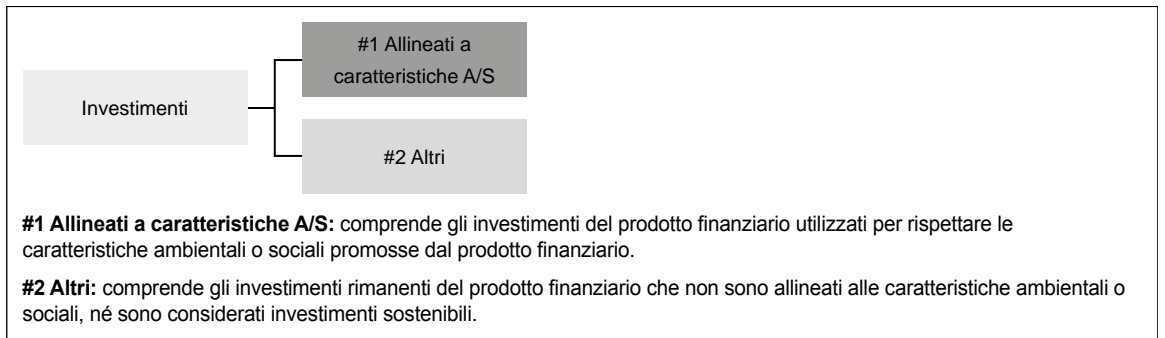 #1 Allineati a
caratteristiche A/S
Investimenti
#2 Altri
#1 Allineati a caratteristiche A/S: comprende gli investimenti del prodotto finanziario utilizzati per rispettare le
caratteristiche ambientali o sociali promosse dal prodotto finanziario.
#2 Altri: comprende gli investimenti rimanenti del prodotto finanziario che non sono allineati alle caratteristiche ambientali o
sociali, né sono considerati investimenti sostenibili.